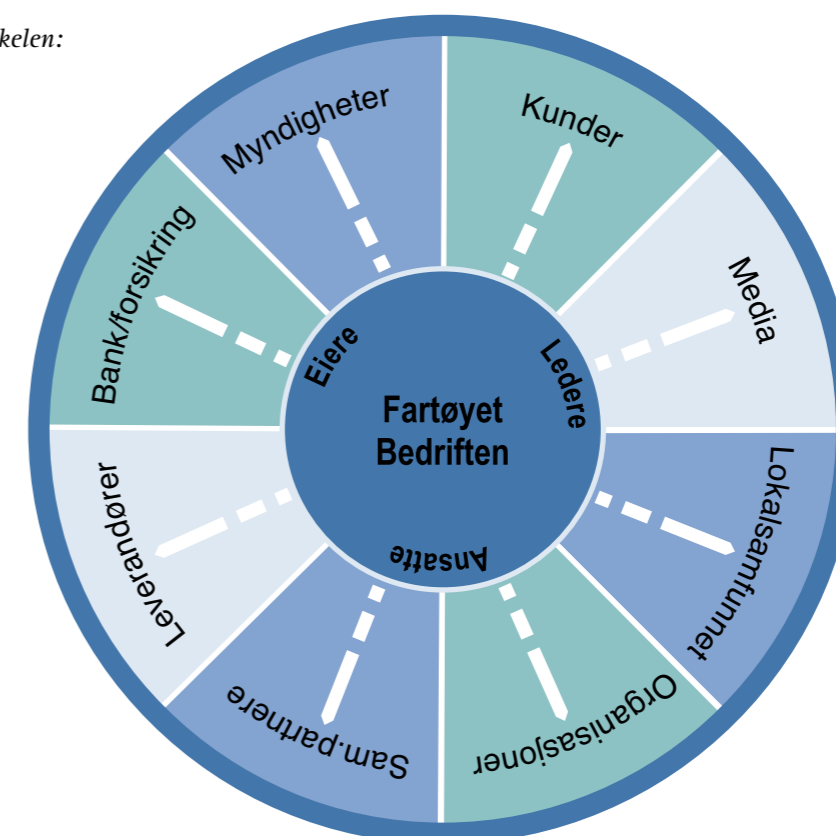 kelen:
Myndigheter
Kunder
Media
Lokalsamfunnet
Organisasjoner
Sam.partnere
Leverandører
Bank/forsikring
Eiere
Ledere
Ansatte
Fartøyet
Bedriften